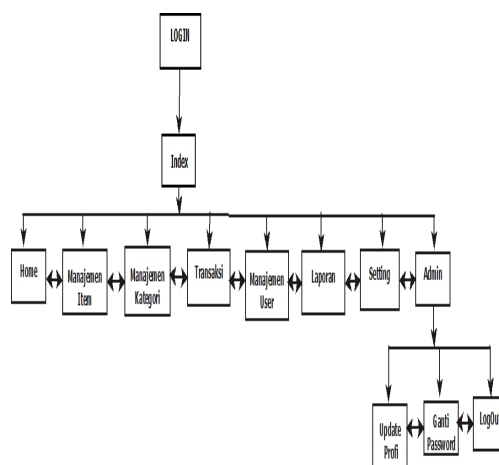 LOGIN
Index
Home
Manajemen
Item
Manajemen
Kategori
Transaksi
Manajemen
User
Laporan
Setting
Admin
Update
Profi
Ganti
Password
LogOu